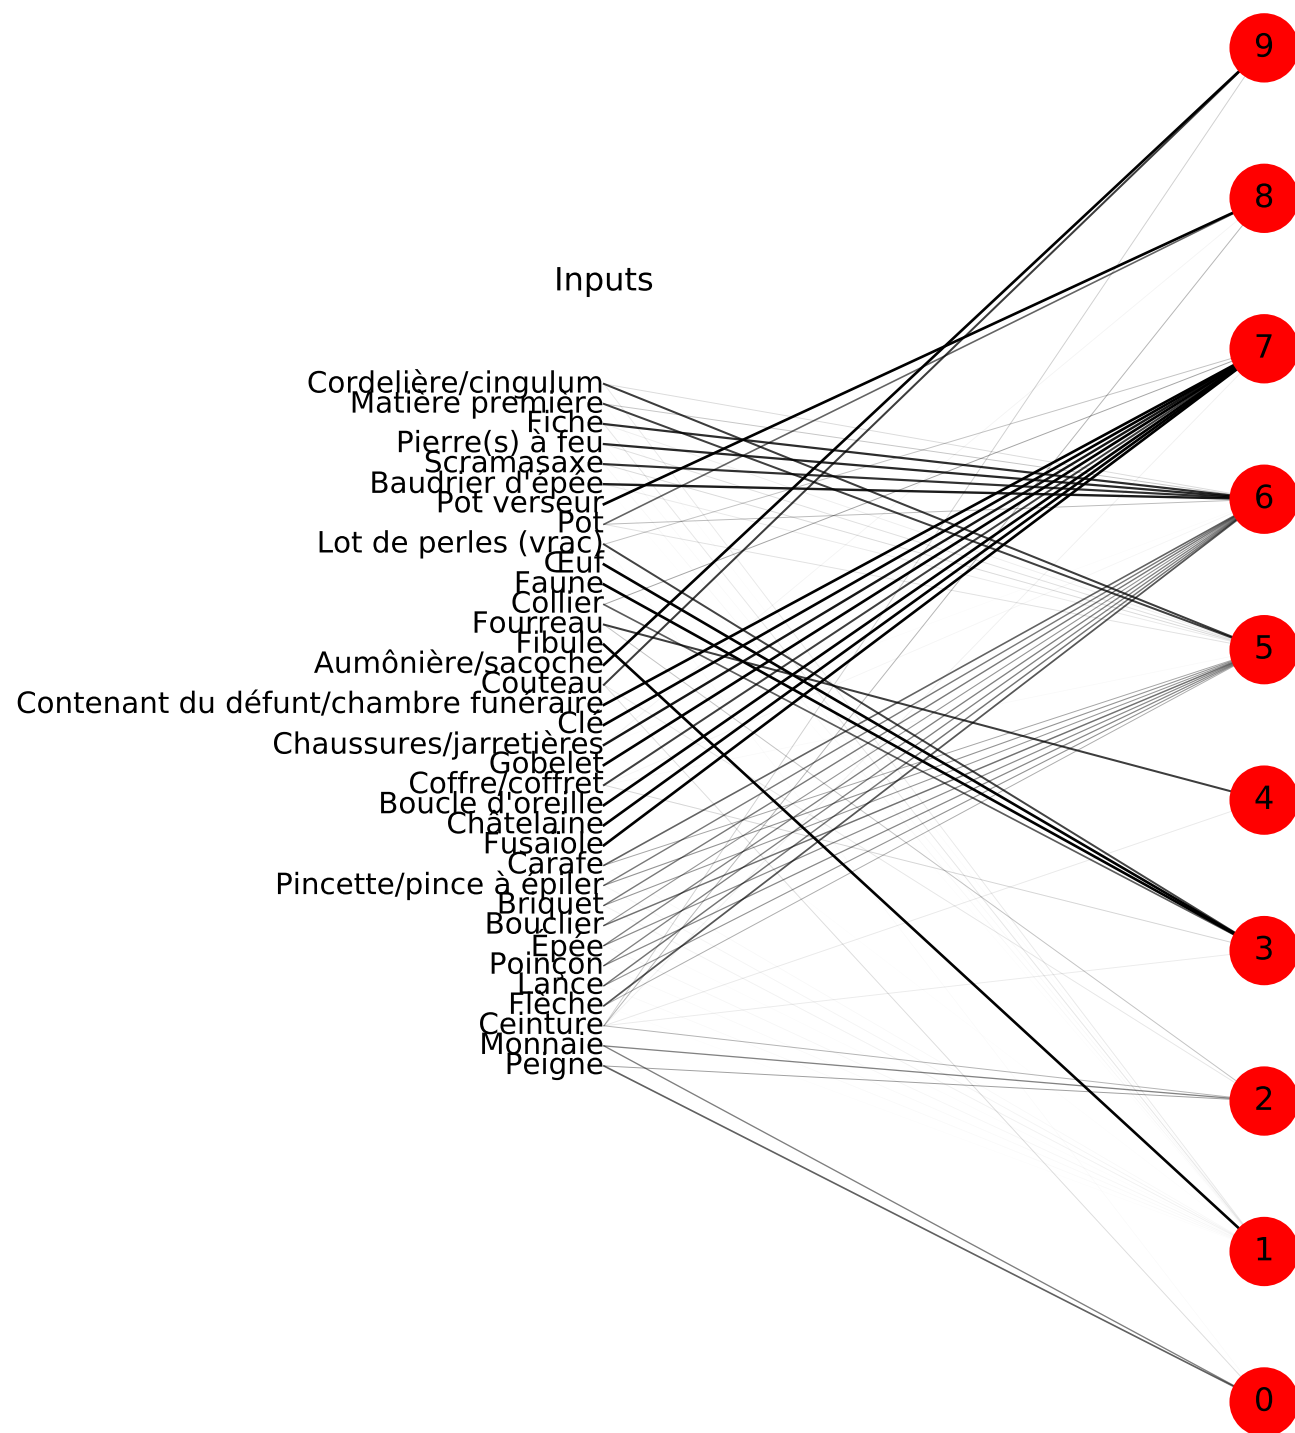 9
8
Inputs
7
Cordelière/cingulum
Matière première
Fiche
Pierre(s) à feu
Scramasaxe
Baudrier d'épée
6
Pot verseur
Pot
Lot de perles (vrac)
Œuf
Faune
Collier
Fourreau
Fibule
5
Aumônière/sacoche
Couteau
Contenant du défunt/chambre funéraire
Clé
Chaussures/jarretières
Gobelet
Coffre/coffret
4
Boucle d'oreille
Châtelaine
Fusaïole
Carafe
Pincette/pince à épiler
Briquet
Bouclier
Épée
3
Poinçon
Lance
Flèche
Ceinture
Monnaie
Peigne
2
1
0